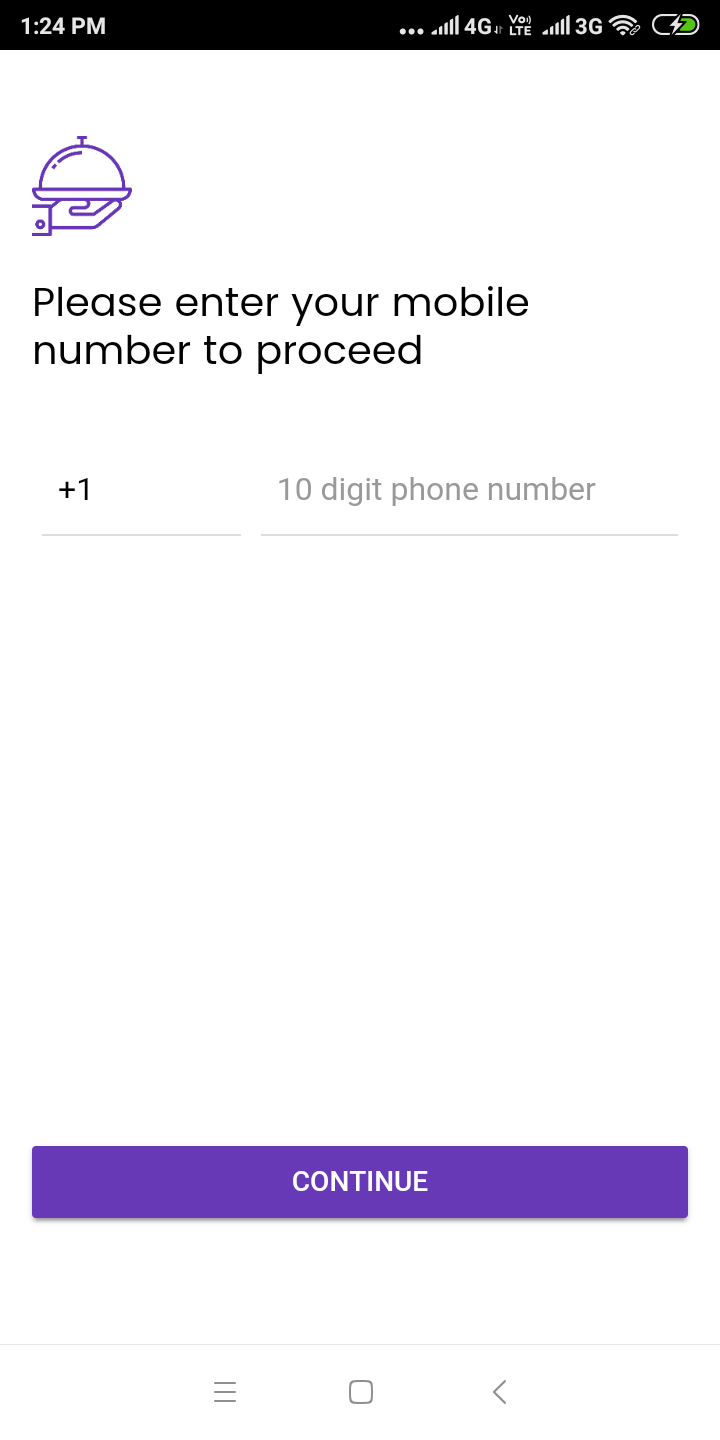 1:24 PM ... 4G Vo)) LTE 3G
Please enter your mobile
number to proceed
+1 10 digit phone number
CONTINUE